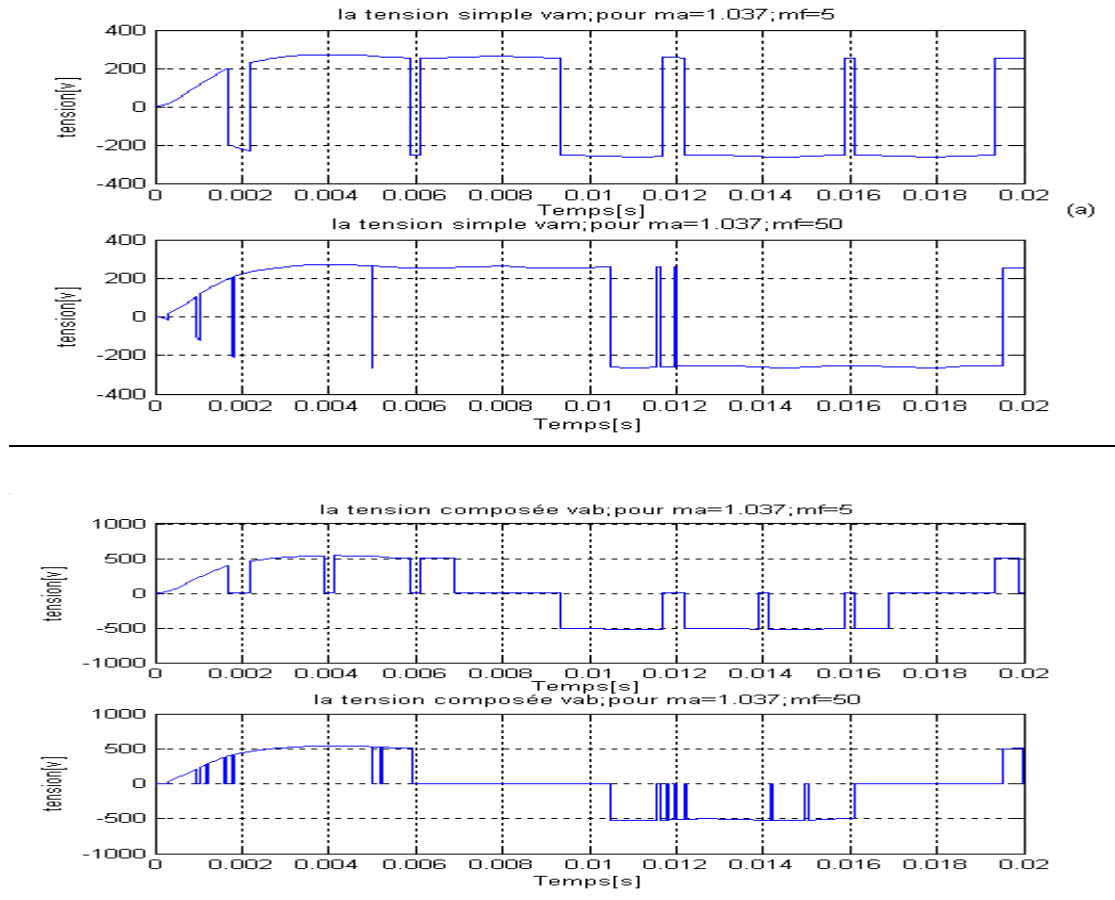 la tension simple vam;pour ma=1.037;mf=5
400
200
0
-200
-400
tension[v]
0 0.002 0.004 0.006 0.008 0.01 0.012 0.014 0.016 0.018 0.02
Temps[s]
(a)
la tension simple vam;pour ma=1.037;mf=50
400
200
0
-200
-400
tension[v]
0 0.002 0.004 0.006 0.008 0.01 0.012 0.014 0.016 0.018 0.02
Temps[s]
la tension composée vab;pour ma=1.037;mf=5
1000
500
0
-500
-1000
tension[v]
0 0.002 0.004 0.006 0.008 0.01 0.012 0.014 0.016 0.018 0.02
Temps[s]
la tension composée vab;pour ma=1.037;mf=50
1000
500
0
-500
-1000
tension[v]
0 0.002 0.004 0.006 0.008 0.01 0.012 0.014 0.016 0.018 0.02
Temps[s]